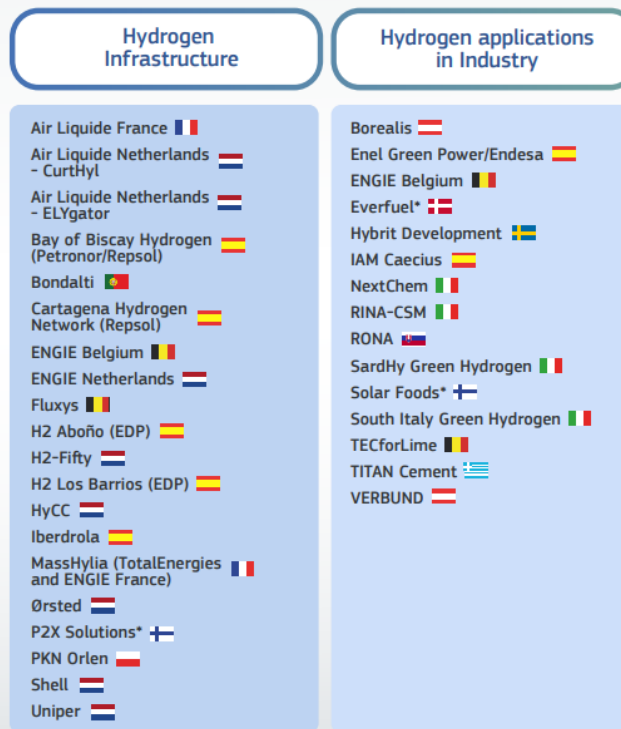 Hydrogen
Infrastructure
Air Liquide France
Air Liquide Netherlands
- CurtHyl
Air Liquide Netherlands
- ELYgator
Bay of Biscay Hydrogen
(Petronor/Repsol)
Bondalti
Cartagena Hydrogen
Network (Repsol)
ENGIE Belgium
ENGIE Netherlands
Fluxys
H2 Aboño (EDP)
H2-Fifty
H2 Los Barrios (EDP)
HyCC
Iberdrola
MassHylia (TotalEnergies
and ENGIE France)
Ørsted
P2X Solutions*
PKN Orlen
Shell
Uniper
Hydrogen applications
in Industry
Borealis
Enel Green Power/Endesa
ENGIE Belgium
Everfuel*
Hybrit Development
IAM Caecius
NextChem
RINA-CSM
RONA
SardHy Green Hydrogen
Solar Foods*
South Italy Green Hydrogen
TECforLime
TITAN Cement
VERBUND